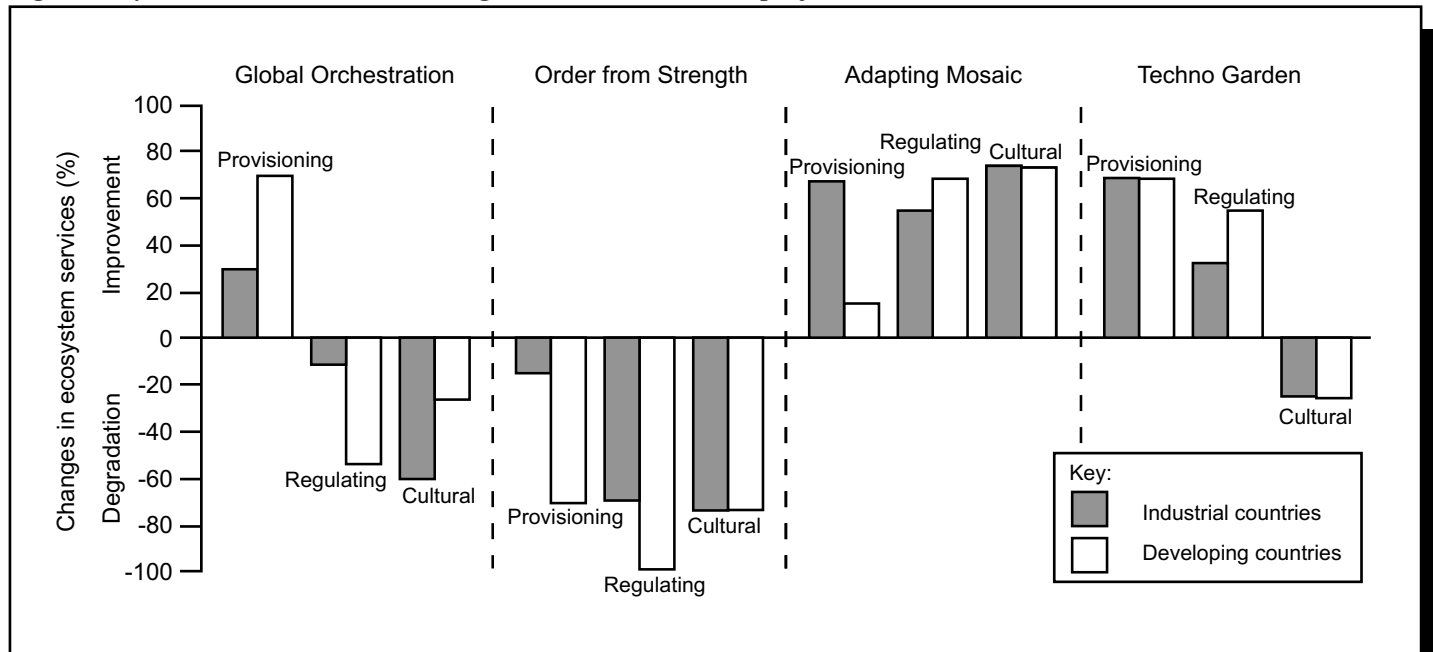 Global Orchestration
Order from Strength
Adapting Mosaic
Techno Garden
Changes in ecosystem services (%)
Improvement
Degradation
100
80
60
40
20
0
-20
-40
-60
-80
-100
Provisioning
Regulating
Cultural
Provisioning
Regulating
Cultural
Provisioning
Regulating
Cultural
Provisioning
Regulating
Cultural
Key:
Industrial countries
Developing countries